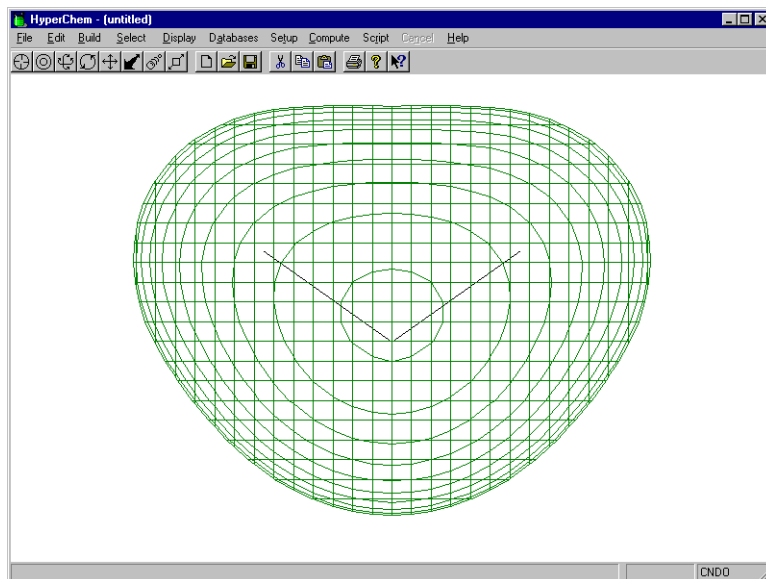 HyperChem - (untitled)
File Edit Build Select Display Databases Setup Compute Script Cancel Help
CNDO